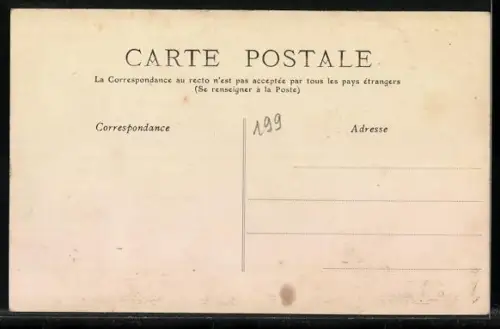 CARTE POSTALE
La Correspondance au recto n'est pas acceptée par tous les pays étrangers
(Se renseigner à la Poste)
Correspondance
199
Adresse